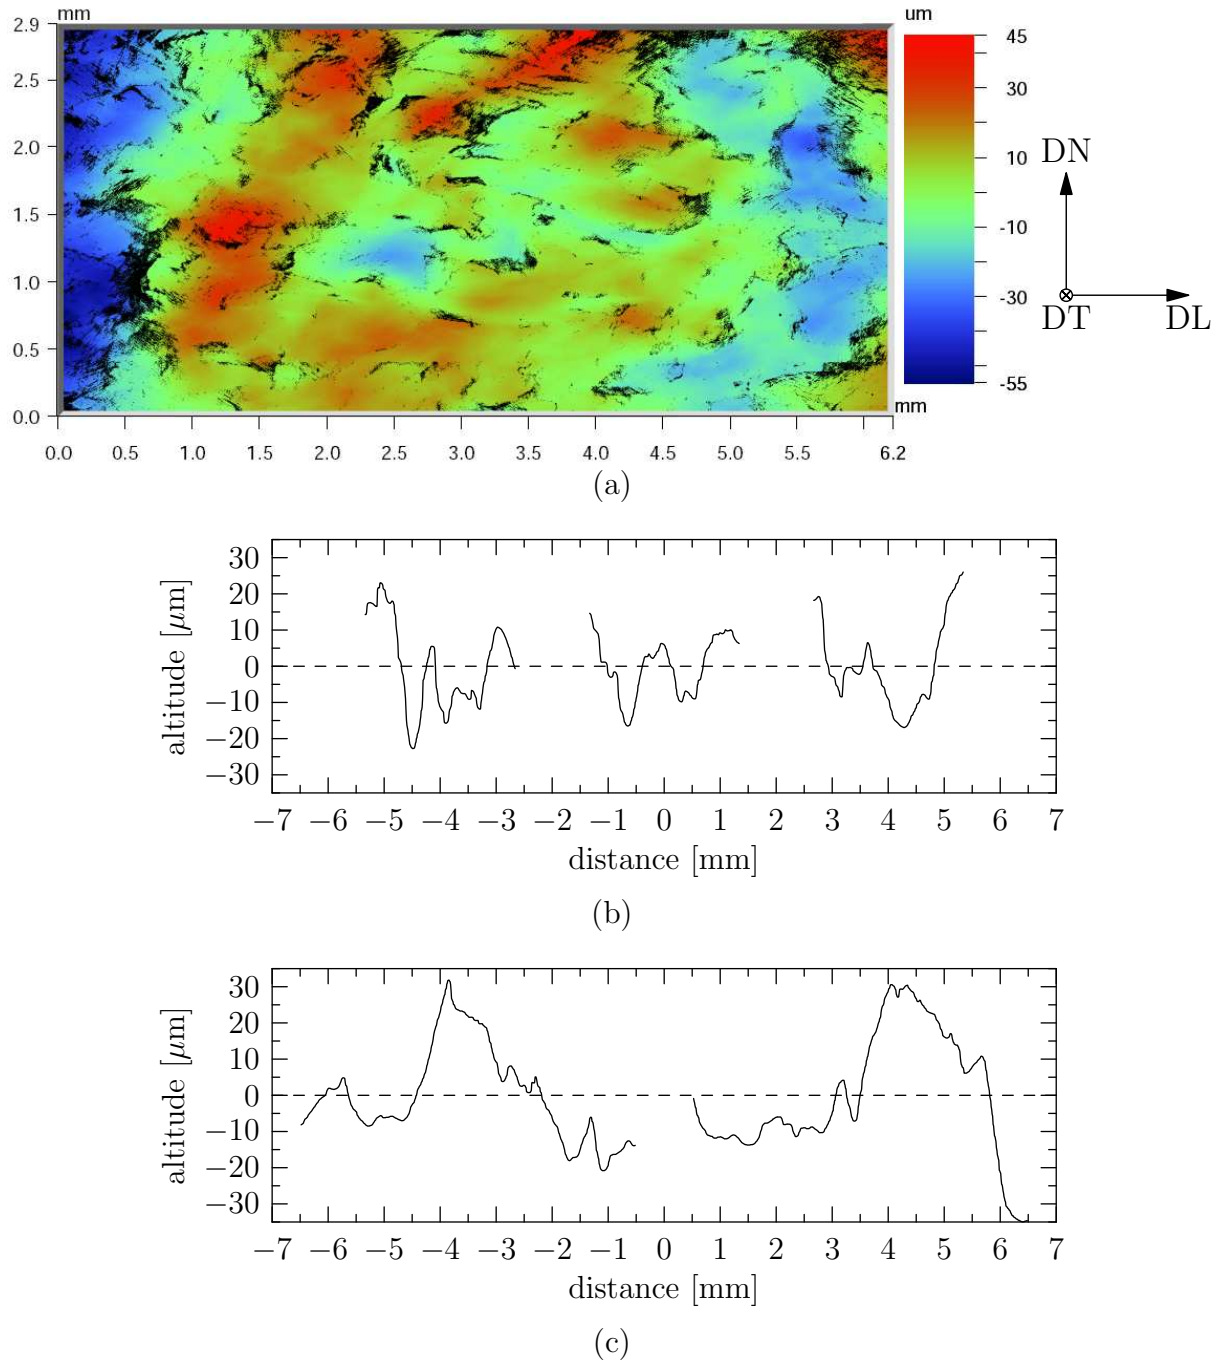 mm
um
2.9
2.5
2.0
1.5
1.0
0.5
0.0
0.0 0.5 1.0 1.5 2.0 2.5 3.0 3.5 4.0 4.5 5.0 5.5 6.2
mm
45
30
10
-10
-30
-55
DN
DT DL
(a)
altitude [μm]
30
20
10
0
−10
−20
−30
−7 −6 −5 −4 −3 −2 −1 0 1 2 3 4 5 6 7
distance [mm]
(b)
altitude [μm]
30
20
10
0
−10
−20
−30
−7 −6 −5 −4 −3 −2 −1 0 1 2 3 4 5 6 7
distance [mm]
(c)